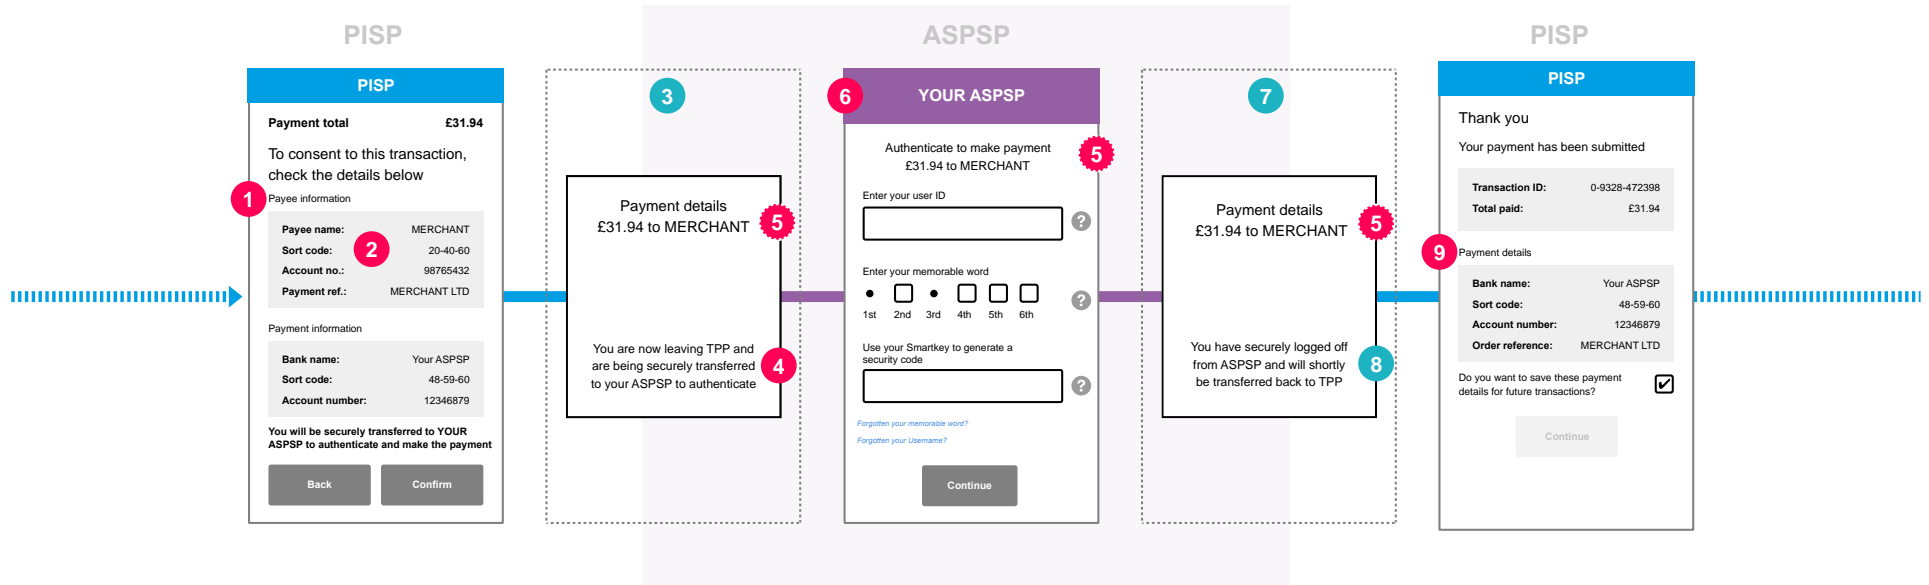 PISP
ASPSP
PISP
PISP
Payment total £31.94
To consent to this transaction,
check the details below
1
Payee information
Payee name: MERCHANT
Sort code: 20-40-60
2
Account no.: 98765432
Payment ref.: MERCHANT LTD
Payment information
Bank name: Your ASPSP
Sort code: 48-59-60
Account number: 12346879
You will be securely transferred to YOUR
ASPSP to authenticate and make the payment
Back
Confirm
3
Payment details
£31.94 to MERCHANT
5
You are now leaving TPP and
are being securely transferred
to your ASPSP to authenticate
4
6
YOUR ASPSP
Authenticate to make payment
£31.94 to MERCHANT
5
Enter your user ID
?
Enter your memorable word
?
1st 2nd 3rd 4th 5th 6th
Use your Smartkey to generate a
security code
?
Forgotten your memorable word?
Forgotten your Username?
Continue
7
Payment details
£31.94 to MERCHANT
5
You have securely logged off
from ASPSP and will shortly
be transferred back to TPP
8
PISP
Thank you
Your payment has been submitted
Transaction ID: 0-9328-472398
Total paid: £31.94
9
Payment details
Bank name: Your ASPSP
Sort code: 48-59-60
Account number: 12346879
Order reference: MERCHANT LTD
Do you want to save these payment
details for future transactions?
Continue